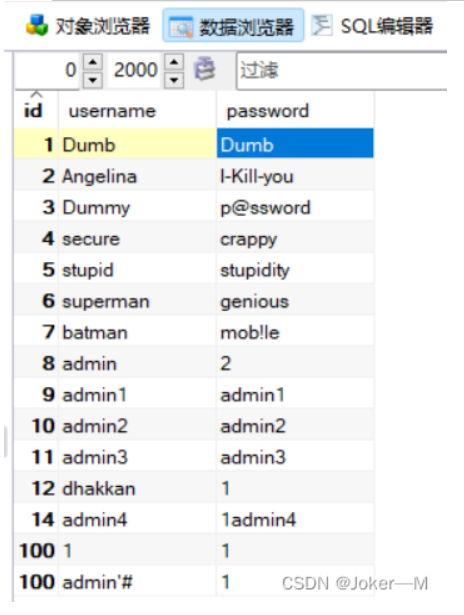 对象浏览器 数据浏览器 SQL编辑器
0 2000 过滤
id username password
1 Dumb Dumb
2 Angelina I-Kill-you
3 Dummy p@ssword
4 secure crappy
5 stupid stupidity
6 superman genious
7 batman mob!le
8 admin 2
9 admin1 admin1
10 admin2 admin2
11 admin3 admin3
12 dhakkan 1
14 admin4 1admin4
100 1 1
100 admin'# 1
CSDN @Joker—M